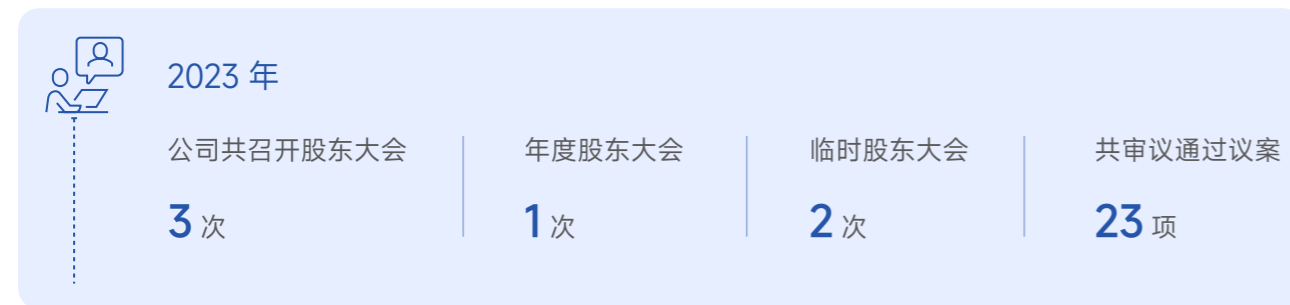 2023 年
公司共召开股东大会
3 次
年度股东大会
1 次
临时股东大会
2 次
共审议通过议案
23 项